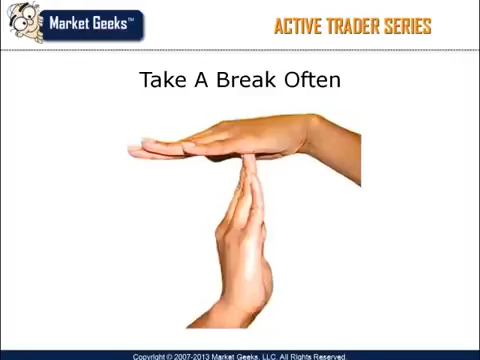 Market Geeks™
ACTIVE TRADER SERIES
Take A Break Often
Copyright © 2007-2013 Market Geeks, LLC. All Rights Reserved.